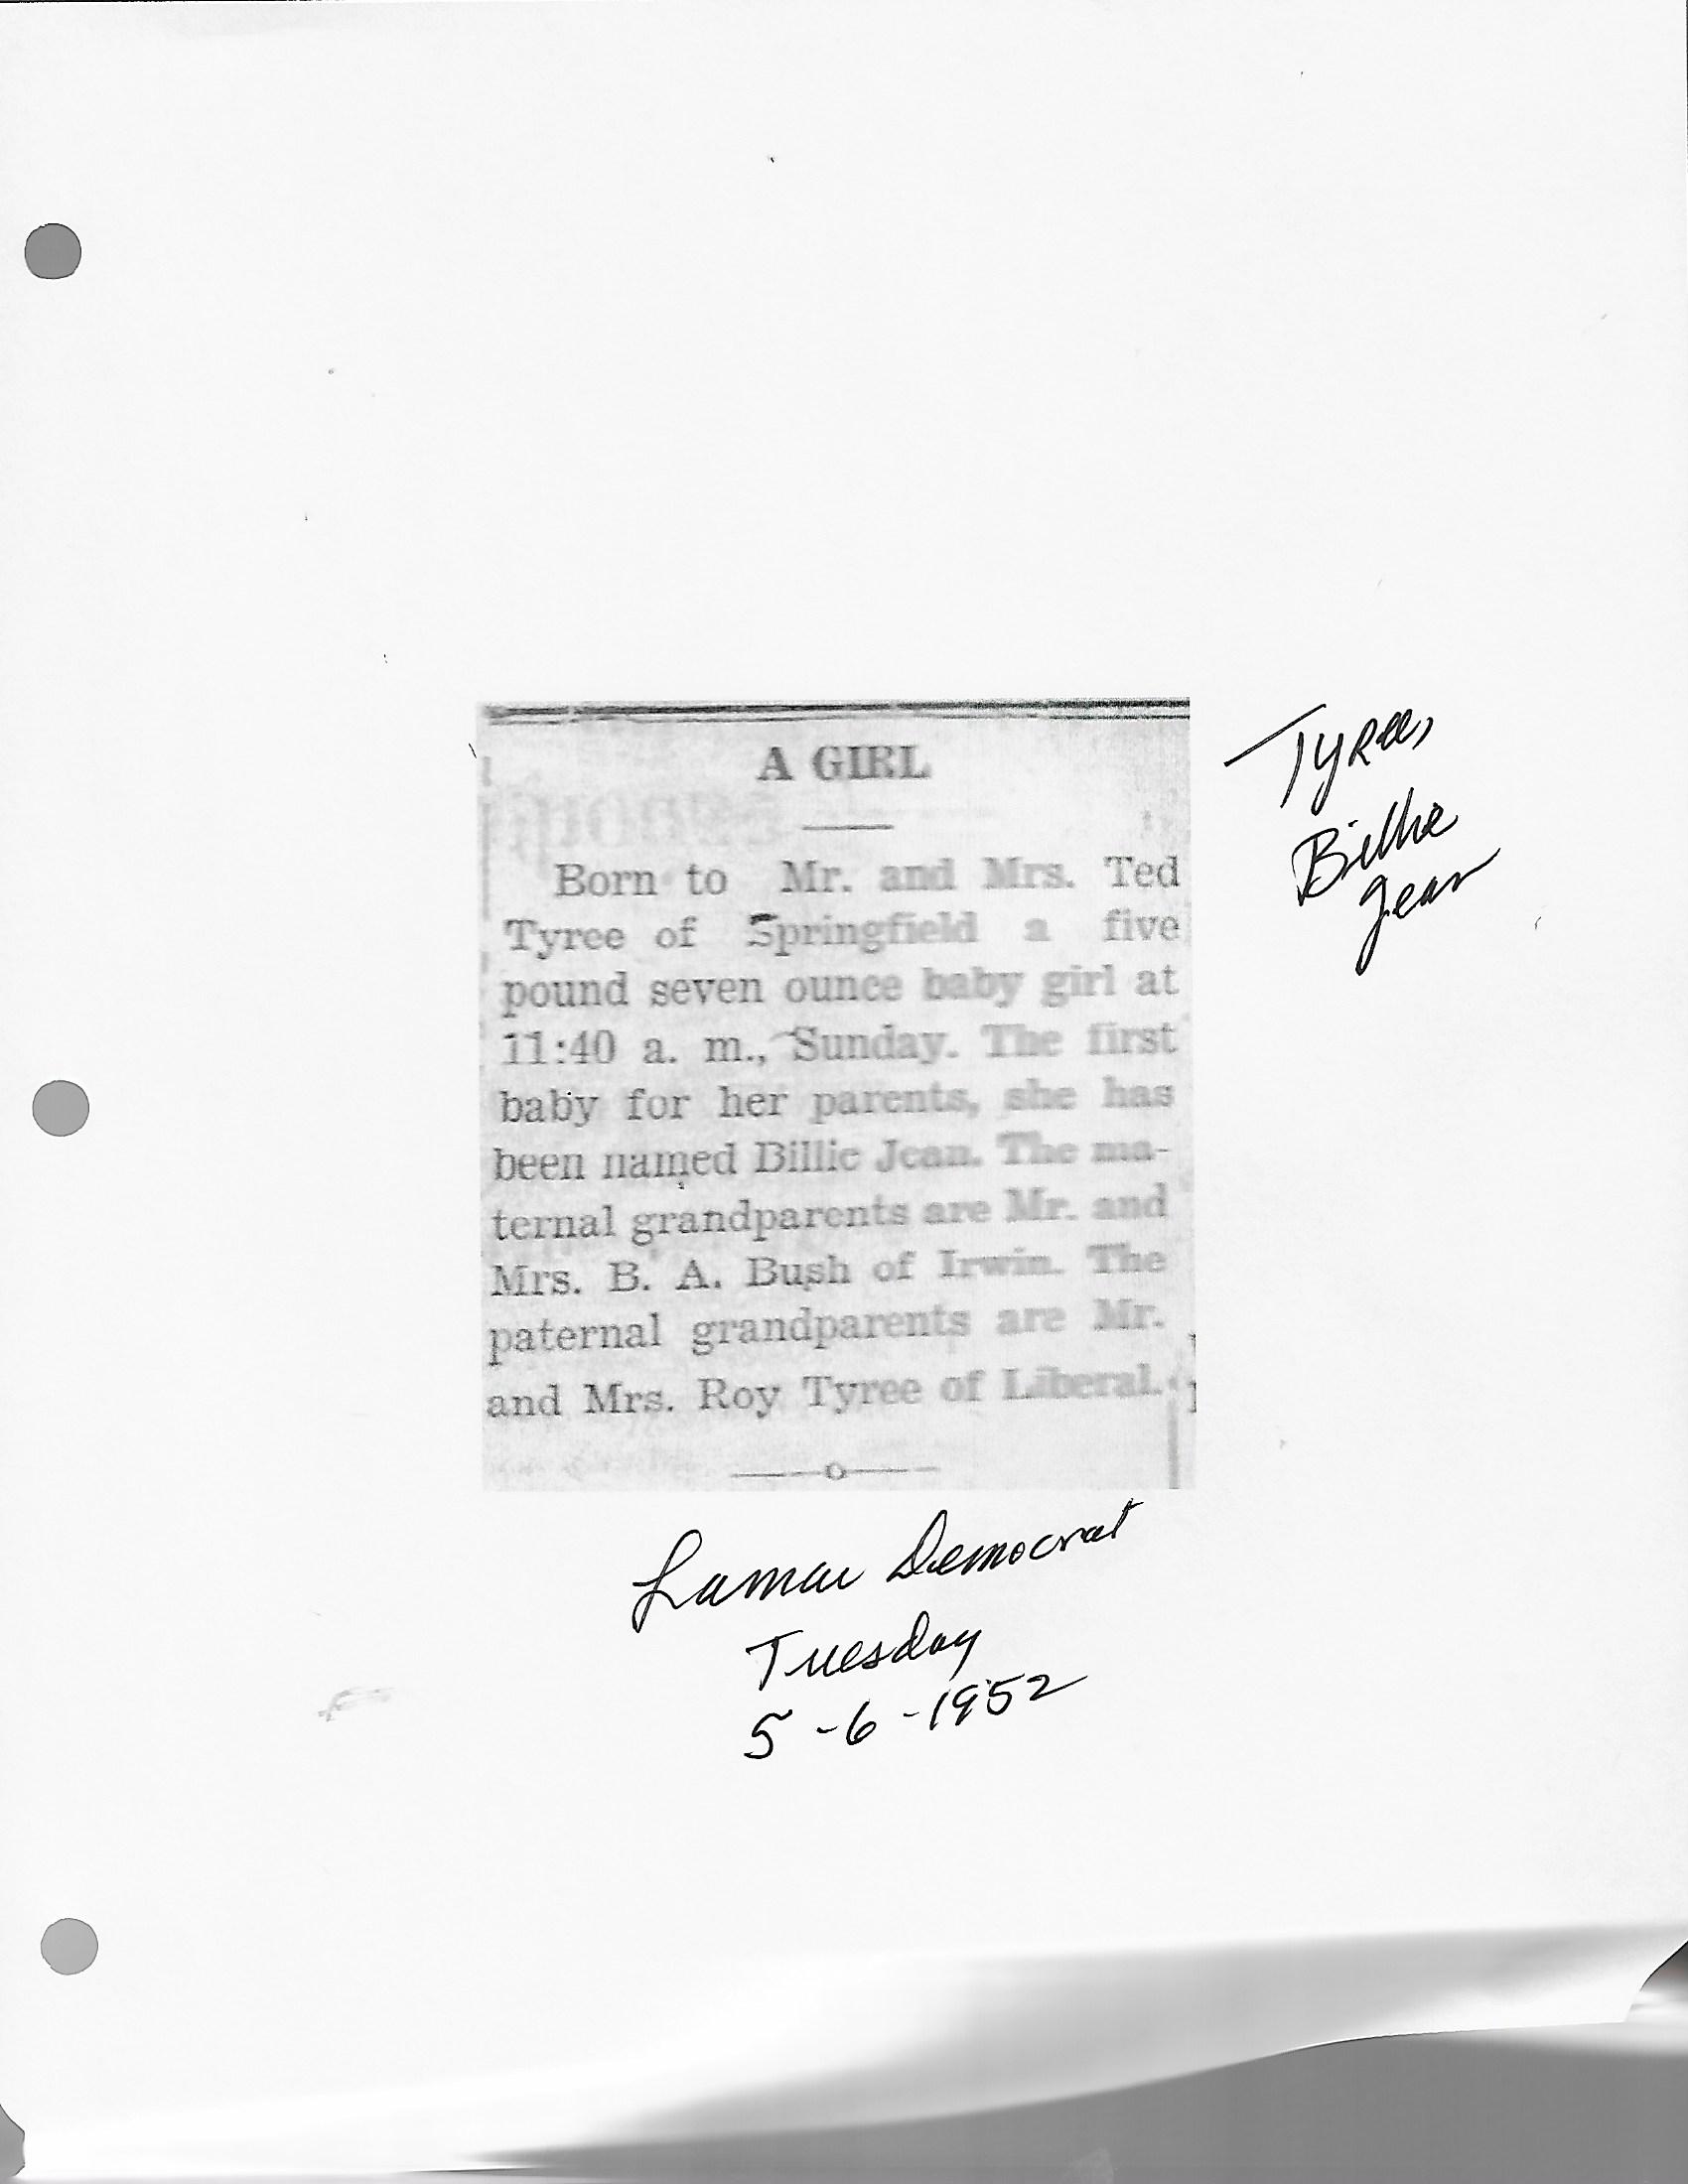 A GIRL
Born to Mr. and Mrs. Ted
Tyree of Springfield a five
pound seven ounce baby girl at
11:40 a. m., Sunday. The first
baby for her parents, she has
been named Billie Jean. The ma-
ternal grandparents are Mr. and
Mrs. B. A. Bush of Irwin. The
paternal grandparents are Mr.
and Mrs. Roy Tyree of Liberal.
Tyree,
Billie
Jean
Lamar Democrat
Tuesday
5-6-1952